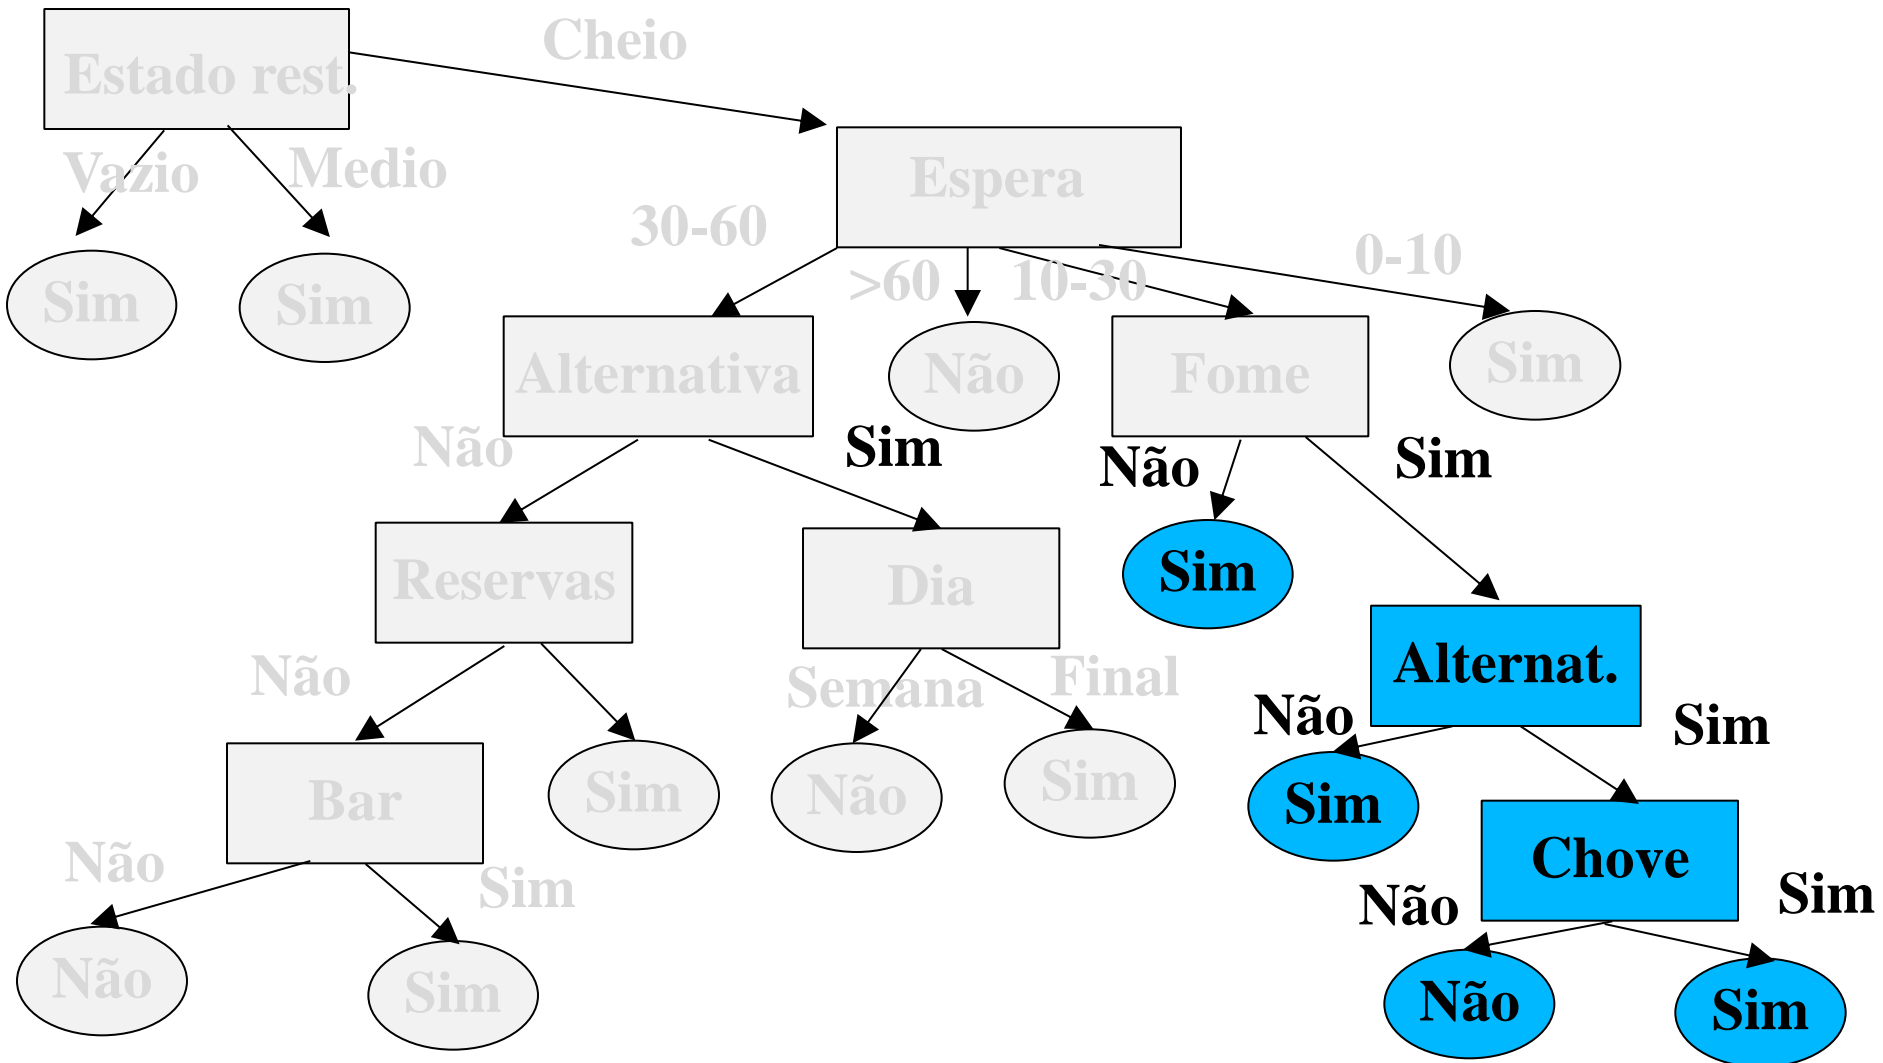 Cheio
Estado rest.
Vazio
Medio
Espera
30-60
>60
10-30
0-10
Sim
Sim
Alternativa
Não
Fome
Sim
Não
Sim
Não
Sim
Reservas
Dia
Sim
Alternat.
Não
Semana
Final
Não
Sim
Bar
Sim
Não
Sim
Sim
Chove
Não
Sim
Não
Sim
Não
Sim
Não
Sim